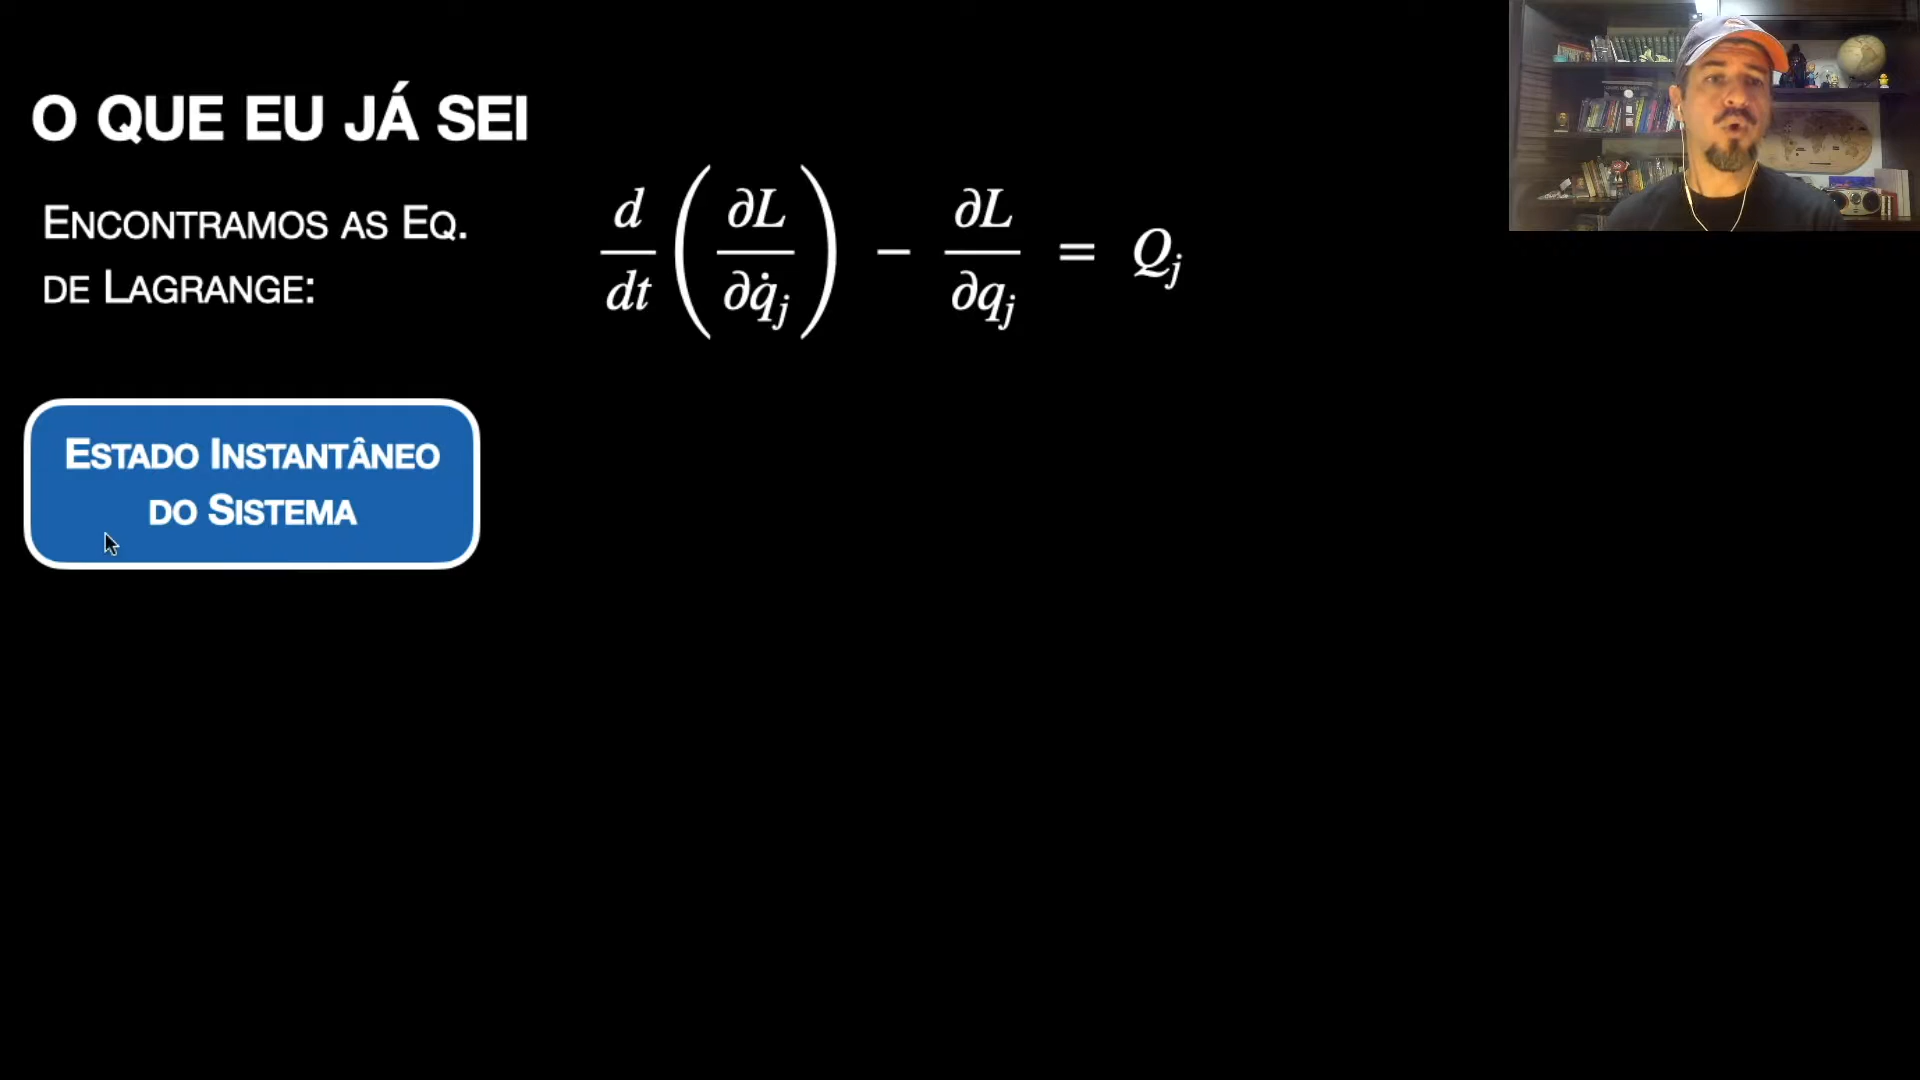 O QUE EU JÁ SEI
ENCONTRAMOS AS EQ.
DE LAGRANGE:
d/dt (∂L/∂q̇ⱼ) − ∂L/∂qⱼ = Qⱼ
ESTADO INSTANTÂNEO
DO SISTEMA